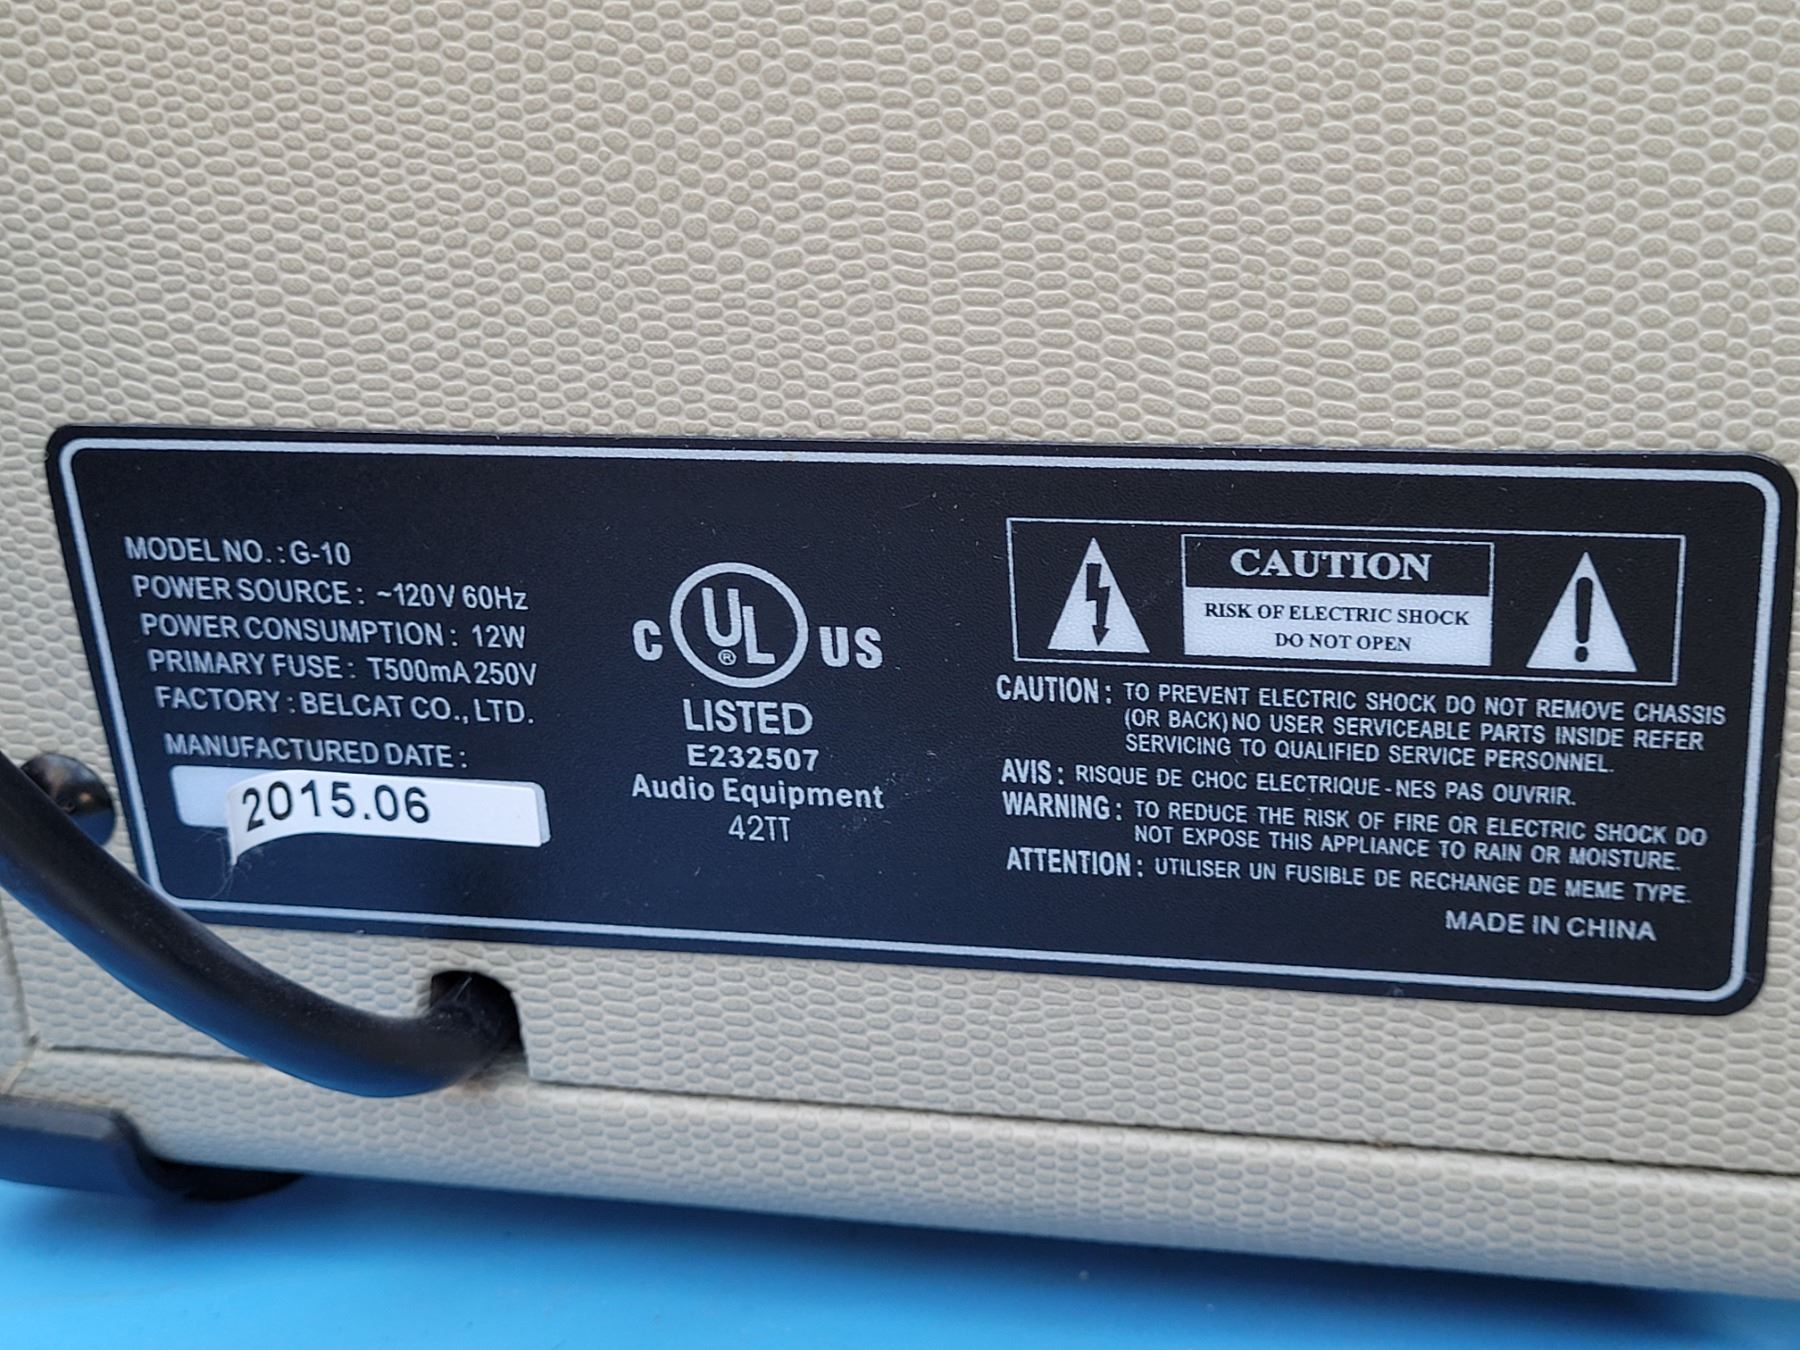 MODEL NO. : G-10
POWER SOURCE : ~120V 60Hz
POWER CONSUMPTION : 12W
PRIMARY FUSE : T500mA 250V
FACTORY : BELCAT CO., LTD.
MANUFACTURED DATE :
2015.06
C UL ® US
LISTED
E232507
Audio Equipment
42TT
CAUTION
RISK OF ELECTRIC SHOCK
DO NOT OPEN
CAUTION : TO PREVENT ELECTRIC SHOCK DO NOT REMOVE CHASSIS
(OR BACK) NO USER SERVICEABLE PARTS INSIDE REFER
SERVICING TO QUALIFIED SERVICE PERSONNEL.
AVIS : RISQUE DE CHOC ELECTRIQUE - NES PAS OUVRIR.
WARNING : TO REDUCE THE RISK OF FIRE OR ELECTRIC SHOCK DO
NOT EXPOSE THIS APPLIANCE TO RAIN OR MOISTURE.
ATTENTION : UTILISER UN FUSIBLE DE RECHANGE DE MEME TYPE.
MADE IN CHINA